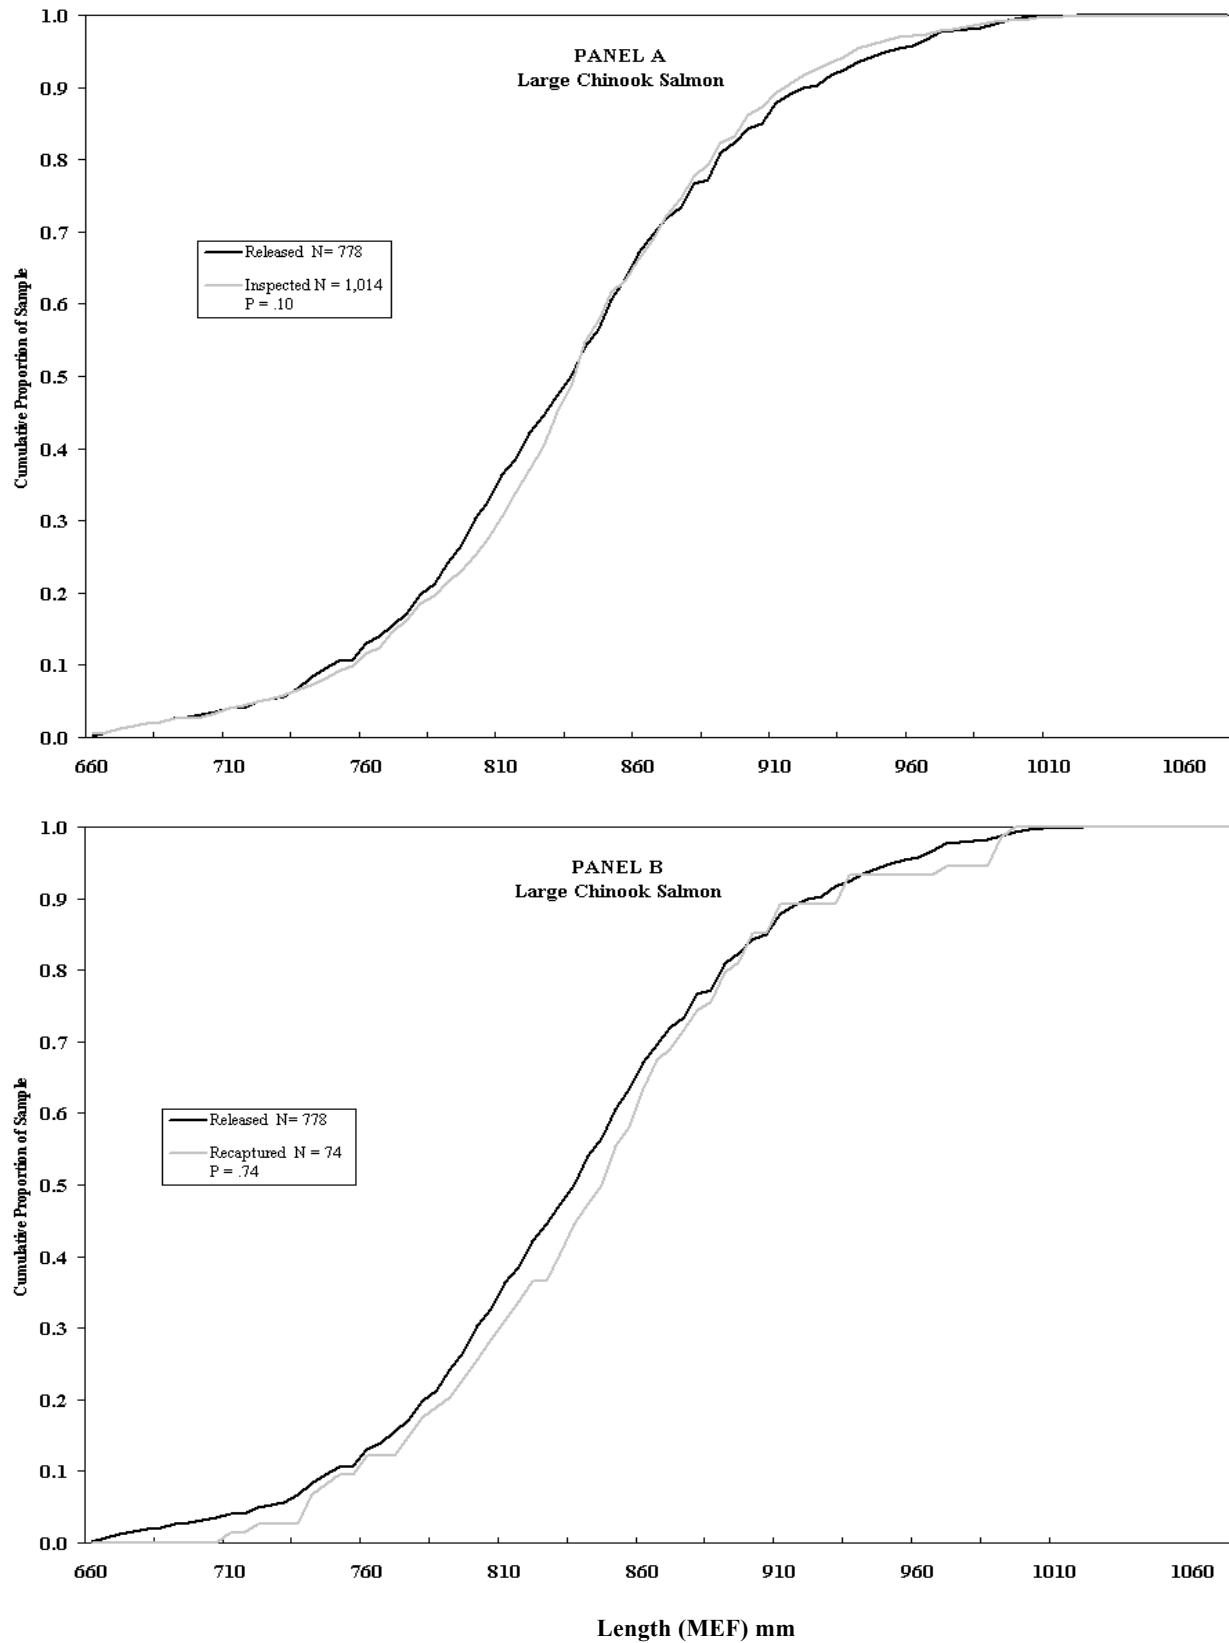 PANEL A
Large Chinook Salmon
Cumulative Proportion of Sample
1.0
0.9
0.8
0.7
0.6
0.5
0.4
0.3
0.2
0.1
0.0
Released N= 778
Inspected N = 1,014
P = .10
660 710 760 810 860 910 960 1010 1060
PANEL B
Large Chinook Salmon
Cumulative Proportion of Sample
1.0
0.9
0.8
0.7
0.6
0.5
0.4
0.3
0.2
0.1
0.0
Released N= 778
Recaptured N = 74
P = .74
660 710 760 810 860 910 960 1010 1060
Length (MEF) mm